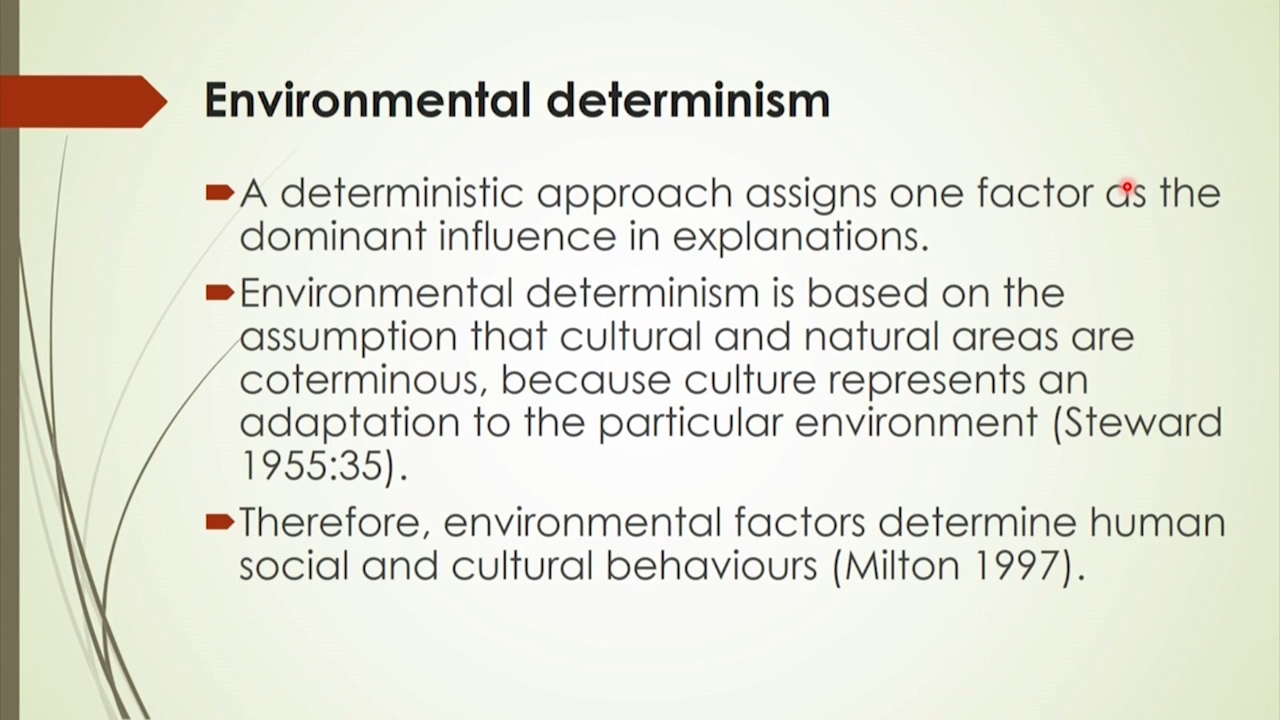 Environmental determinism
A deterministic approach assigns one factor as the
dominant influence in explanations.
Environmental determinism is based on the
assumption that cultural and natural areas are
coterminous, because culture represents an
adaptation to the particular environment (Steward
1955:35).
Therefore, environmental factors determine human
social and cultural behaviours (Milton 1997).